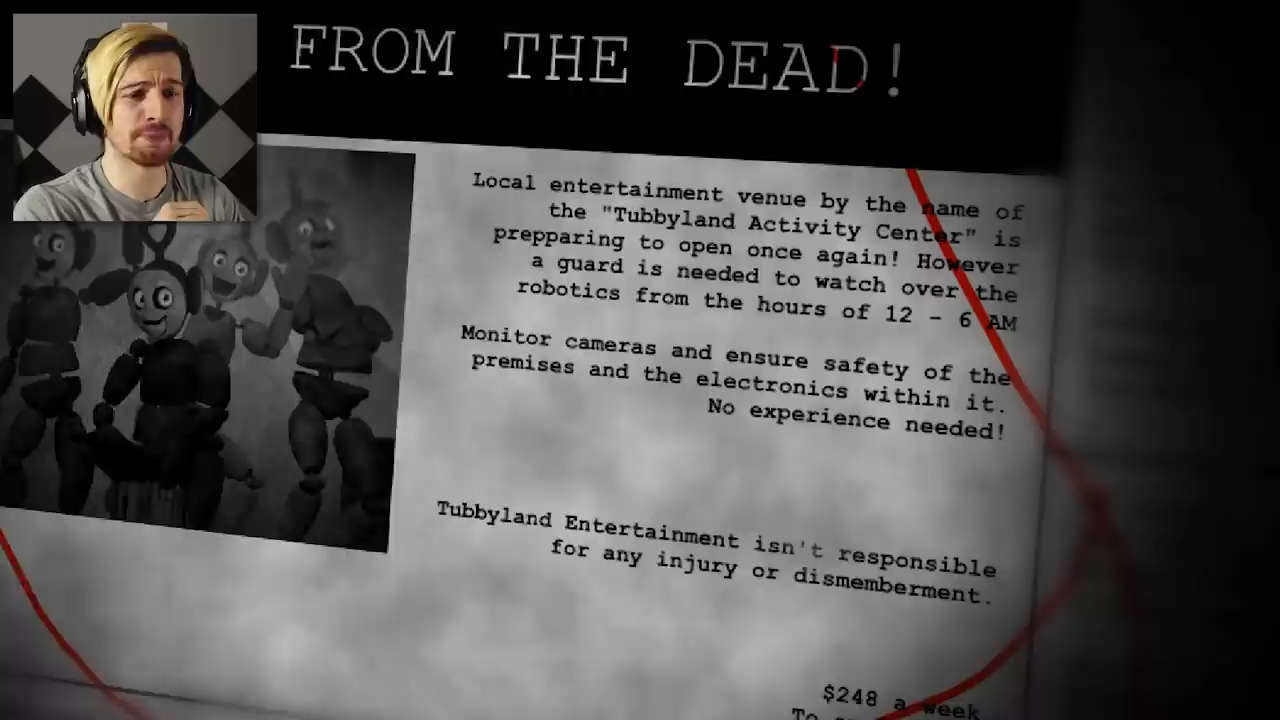 FROM THE DEAD!
Local entertainment venue by the name of
the "Tubbyland Activity Center" is
prepparing to open once again! However
a guard is needed to watch over the
robotics from the hours of 12 - 6 AM
Monitor cameras and ensure safety of the
premises and the electronics within it.
No experience needed!
Tubbyland Entertainment isn't responsible
for any injury or dismemberment.
$248 a week
To